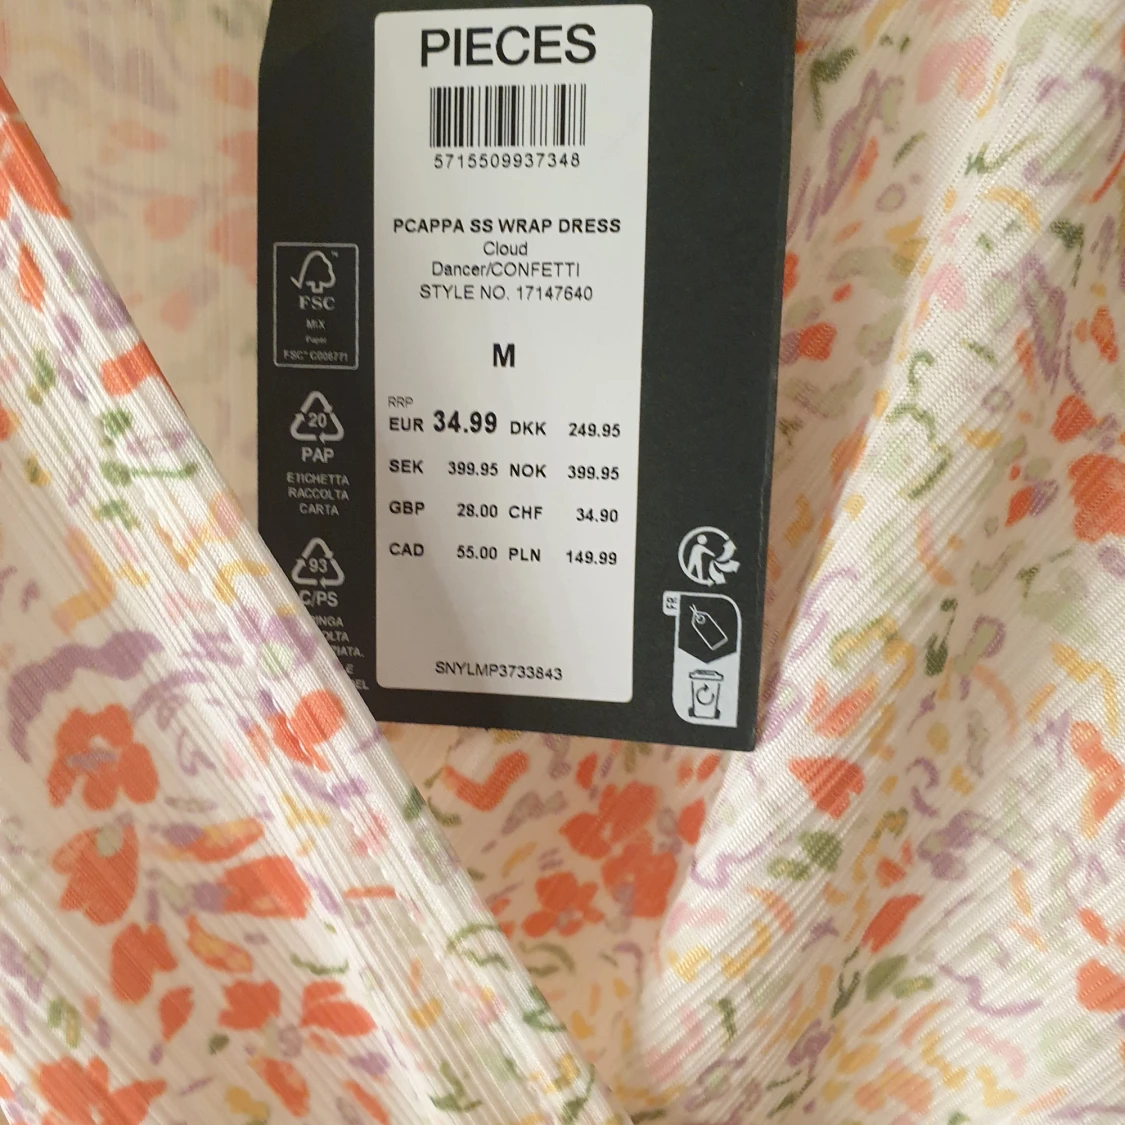 PIECES
5715509937348
PCAPPA SS WRAP DRESS
Cloud
Dancer/CONFETTI
STYLE NO. 17147640
M
RRP
EUR 34.99 DKK 249.95
SEK 399.95 NOK 399.95
GBP 28.00 CHF 34.90
CAD 55.00 PLN 149.99
SNYLMP3733843
FSC
MIX
Paper
FSC™ C006771
20
PAP
ETICHETTA
RACCOLTA
CARTA
93
C/PS
FR